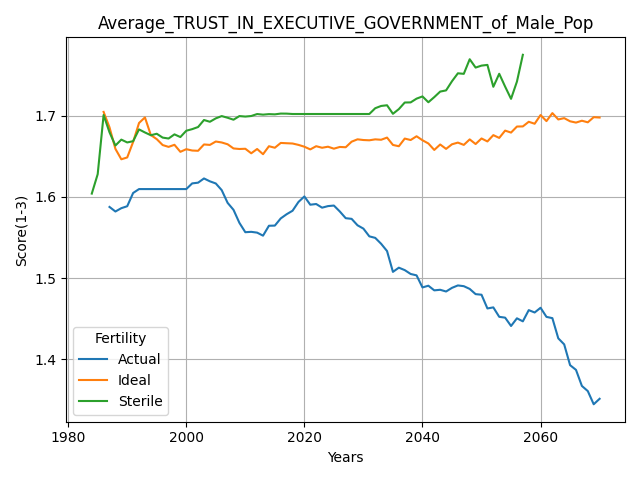 Average_TRUST_IN_EXECUTIVE_GOVERNMENT_of_Male_Pop
Score(1-3)
1.7
1.6
1.5
1.4
Fertility
Actual
Ideal
Sterile
1980
2000
2020
2040
2060
Years